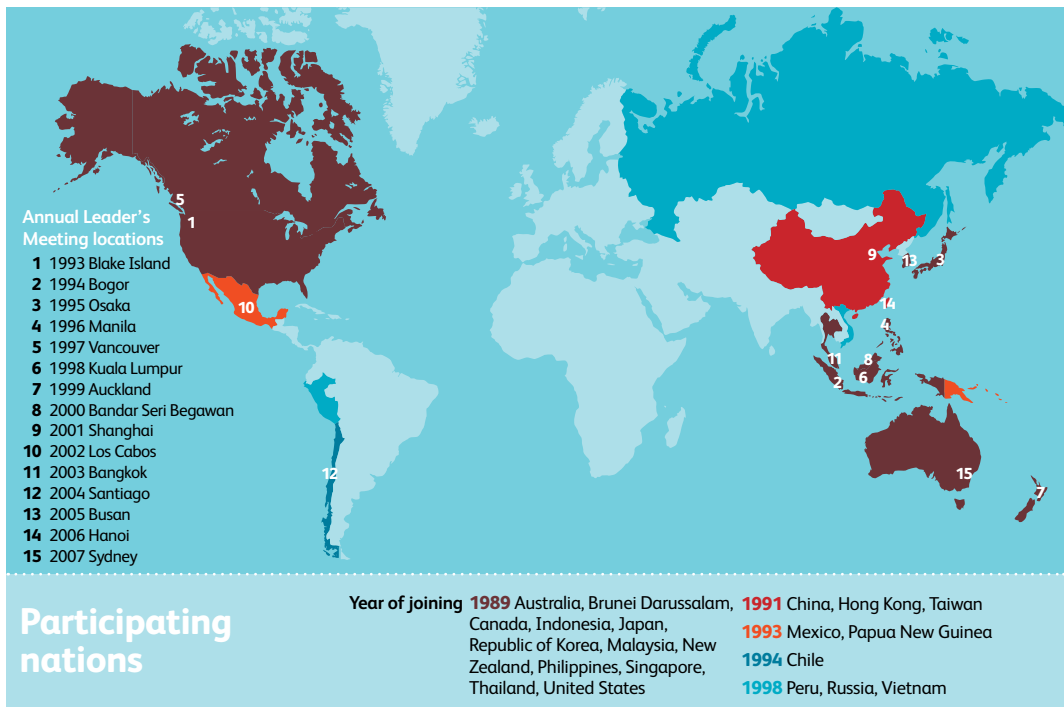 5
1
10
12
9
13
3
14
4
11
8
2
6
15
7
Annual Leader's
Meeting locations
1 1993 Blake Island
2 1994 Bogor
3 1995 Osaka
4 1996 Manila
5 1997 Vancouver
6 1998 Kuala Lumpur
7 1999 Auckland
8 2000 Bandar Seri Begawan
9 2001 Shanghai
10 2002 Los Cabos
11 2003 Bangkok
12 2004 Santiago
13 2005 Busan
14 2006 Hanoi
15 2007 Sydney
Participating
nations
Year of joining 1989 Australia, Brunei Darussalam,
Canada, Indonesia, Japan,
Republic of Korea, Malaysia, New
Zealand, Philippines, Singapore,
Thailand, United States
1991 China, Hong Kong, Taiwan
1993 Mexico, Papua New Guinea
1994 Chile
1998 Peru, Russia, Vietnam